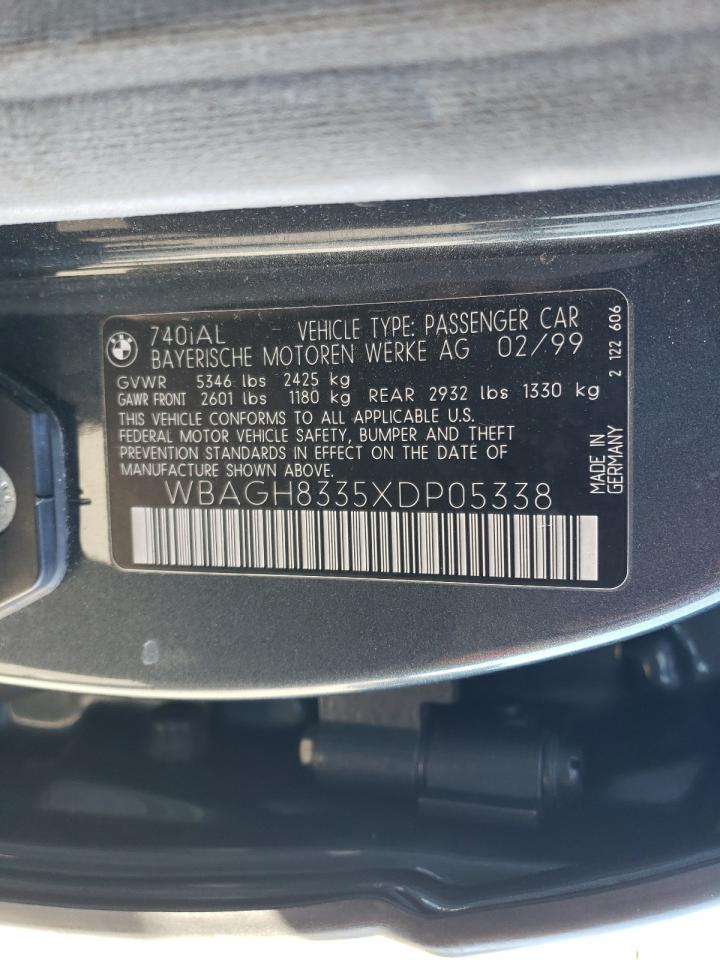 BMW
740iAL - VEHICLE TYPE: PASSENGER CAR
BAYERISCHE MOTOREN WERKE AG 02/99
GVWR 5346 lbs 2425 kg
GAWR FRONT 2601 lbs 1180 kg REAR 2932 lbs 1330 kg
THIS VEHICLE CONFORMS TO ALL APPLICABLE U.S.
FEDERAL MOTOR VEHICLE SAFETY, BUMPER AND THEFT
PREVENTION STANDARDS IN EFFECT ON THE DATE OF
MANUFACTURE SHOWN ABOVE.
WBAGH8335XDP05338
MADE IN
GERMANY
2 122 606